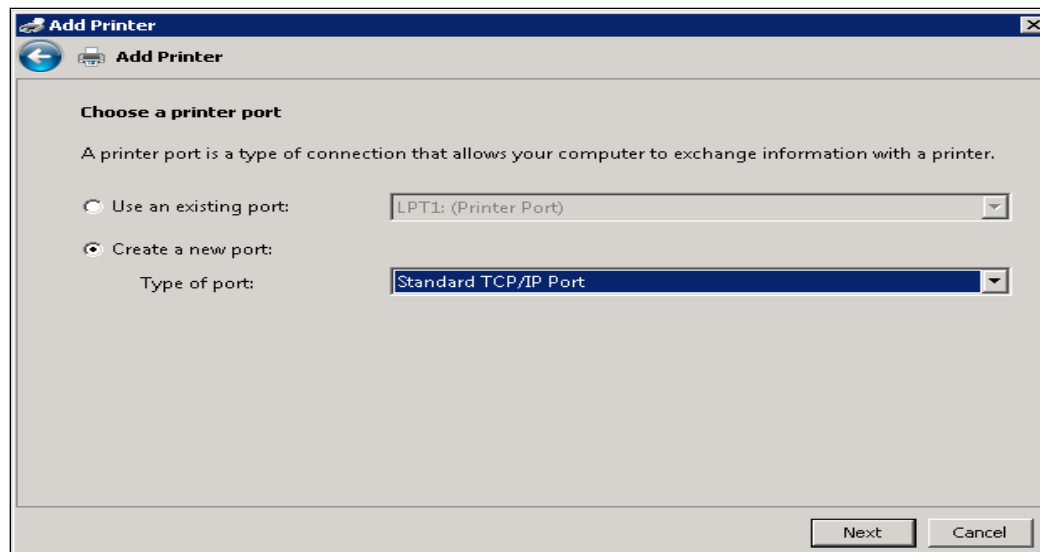 Add Printer
Add Printer
Choose a printer port
A printer port is a type of connection that allows your computer to exchange information with a printer.
Use an existing port: LPT1: (Printer Port)
Create a new port:
Type of port: Standard TCP/IP Port
Next Cancel